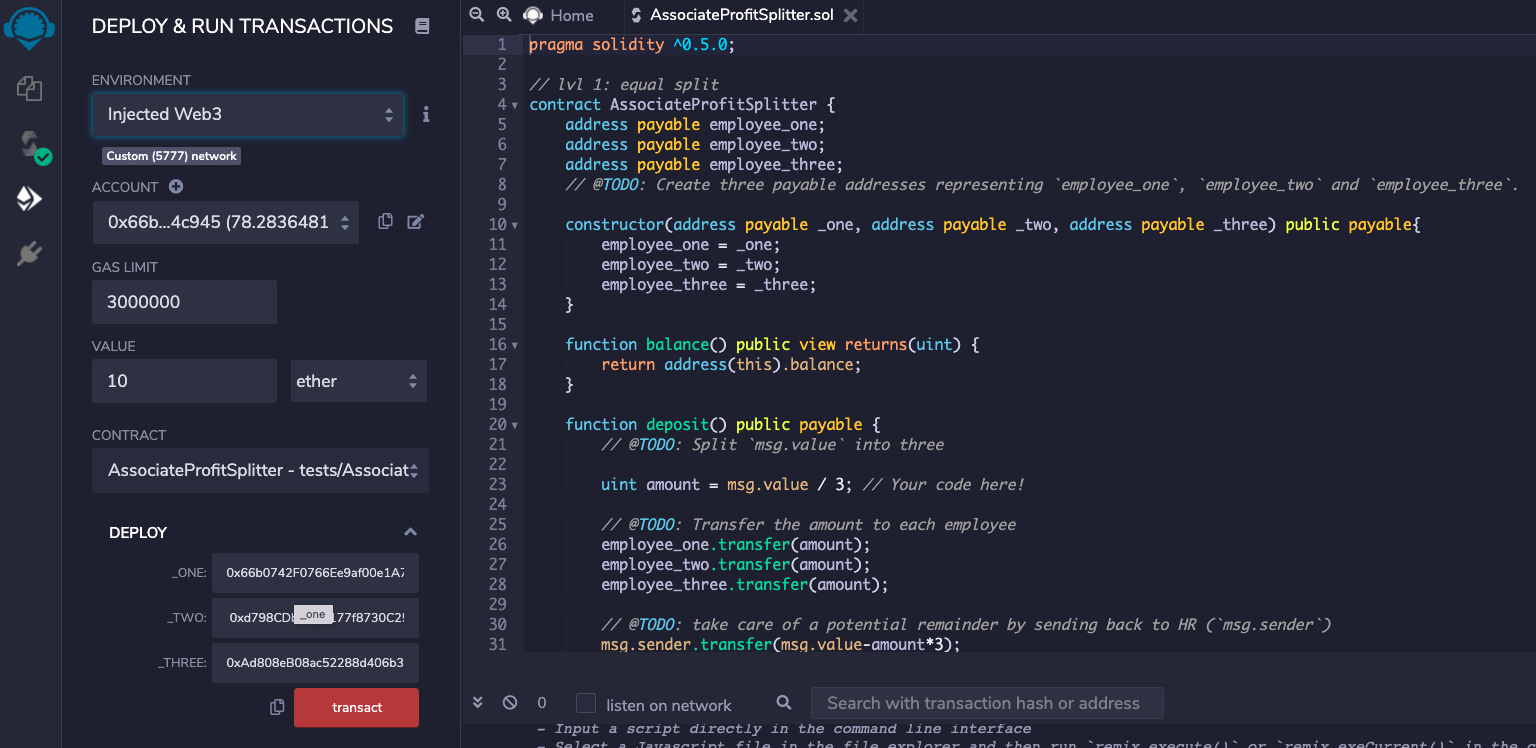 DEPLOY & RUN TRANSACTIONS
ENVIRONMENT
Injected Web3
i
Custom (5777) network
ACCOUNT
0x66b...4c945 (78.2836481
GAS LIMIT
3000000
VALUE
10
ether
CONTRACT
AssociateProfitSplitter - tests/Associat
DEPLOY
_ONE: 0x66b0742F0766Ee9af00e1A7
_TWO: 0xd798CD 177f8730C2
_one
_THREE: 0xAd808eB08ac52288d406b3
transact
Home
AssociateProfitSplitter.sol
1 pragma solidity ^0.5.0;
2
3 // lvl 1: equal split
4 contract AssociateProfitSplitter {
5 address payable employee_one;
6 address payable employee_two;
7 address payable employee_three;
8 // @TODO: Create three payable addresses representing `employee_one`, `employee_two` and `employee_three`.
9
10 constructor(address payable _one, address payable _two, address payable _three) public payable{
11 employee_one = _one;
12 employee_two = _two;
13 employee_three = _three;
14 }
15
16 function balance() public view returns(uint) {
17 return address(this).balance;
18 }
19
20 function deposit() public payable {
21 // @TODO: Split `msg.value` into three
22
23 uint amount = msg.value / 3; // Your code here!
24
25 // @TODO: Transfer the amount to each employee
26 employee_one.transfer(amount);
27 employee_two.transfer(amount);
28 employee_three.transfer(amount);
29
30 // @TODO: take care of a potential remainder by sending back to HR (`msg.sender`)
31 msg.sender.transfer(msg.value-amount*3);
0
listen on network
Search with transaction hash or address
- Input a script directly in the command line interface
- Select a Javascript file in the file explorer and then run `remix.execute()` or `remix.exeCurrent()` in the